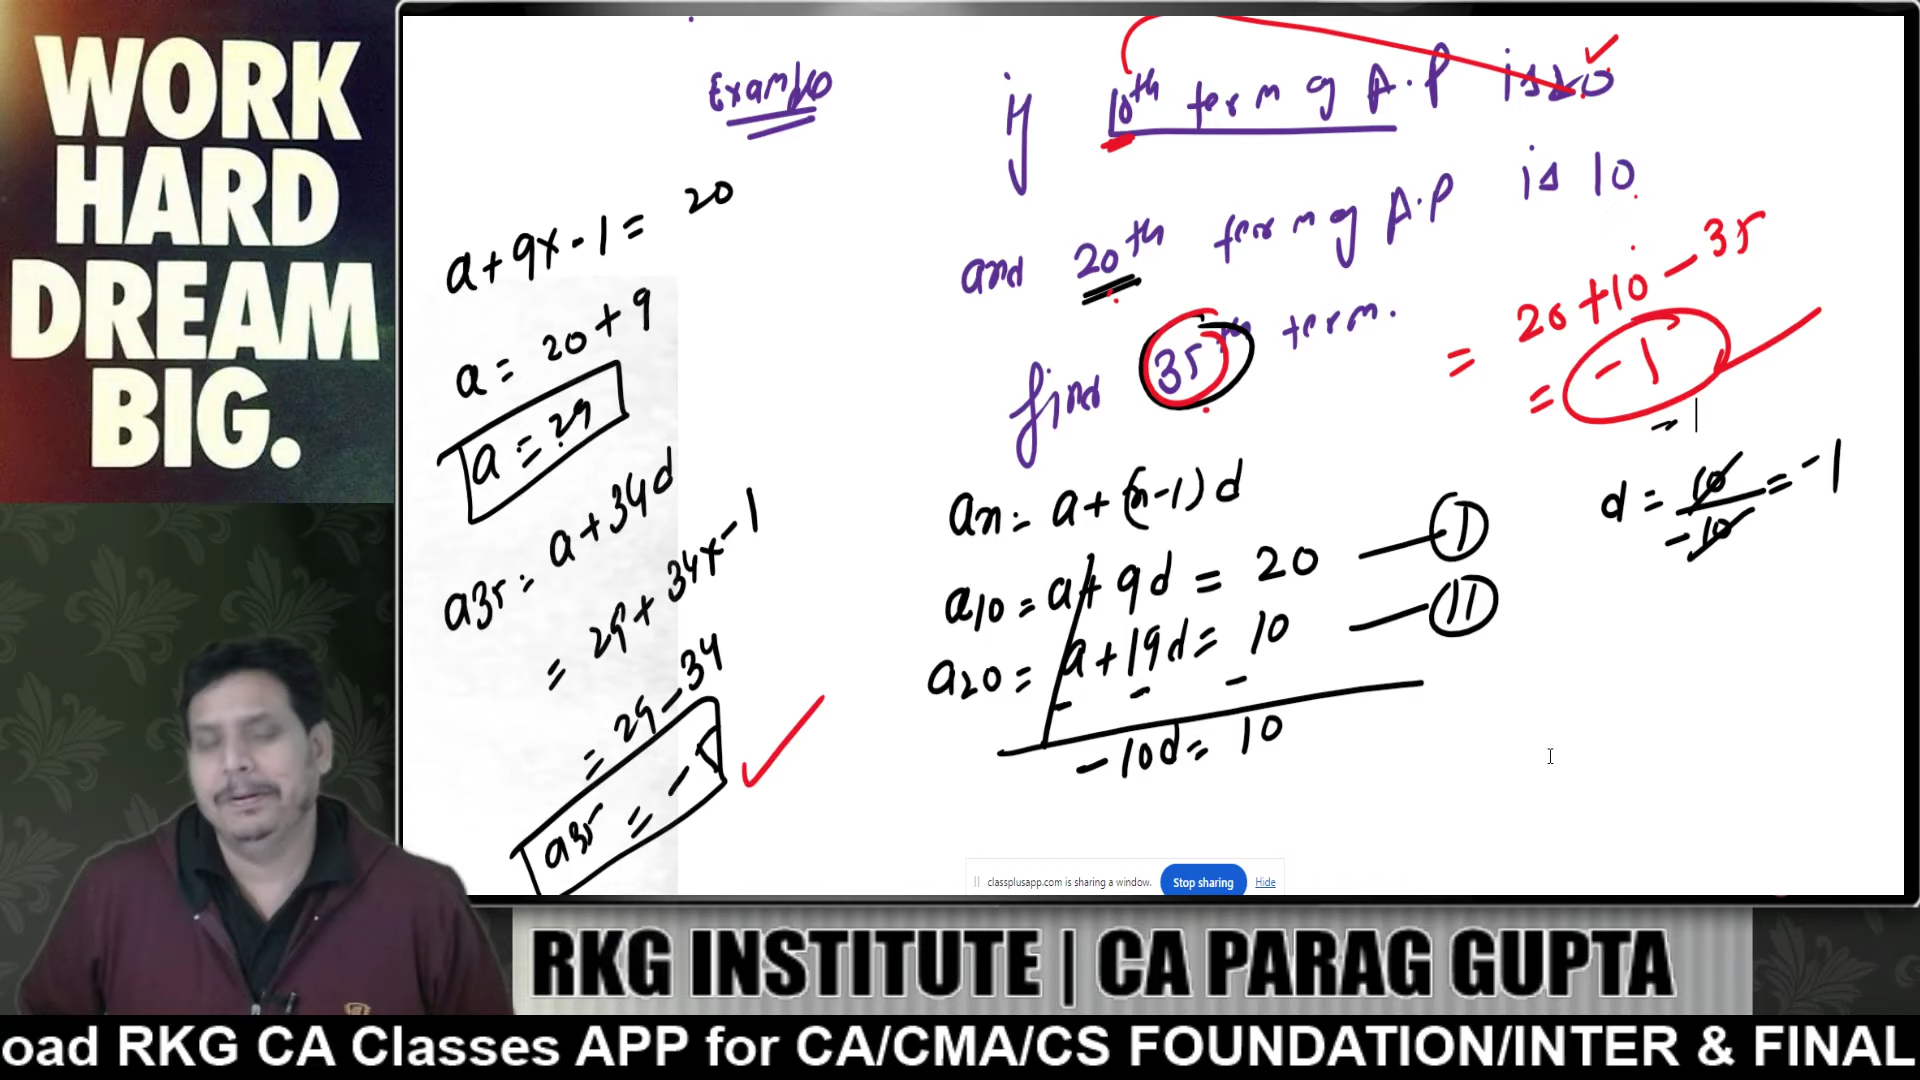 WORK
HARD
DREAM
BIG.
Example
if 10th term of A.P is 20
and 20th term of A.P is 10
find 35th term.
= 20+10-35
= -1
a+9x-1= 20
a= 20+9
a=29
a35= a+34d
= 29+34x-1
= 29-34
a35 = -5
an= a+(n-1)d
a10= a+9d = 20 — I
a20= a+19d= 10 — II
- - -
-10d= 10
d= 10/-10 = -1
classplusapp.com is sharing a window. Stop sharing Hide
RKG INSTITUTE | CA PARAG GUPTA
oad RKG CA Classes APP for CA/CMA/CS FOUNDATION/INTER & FINAL